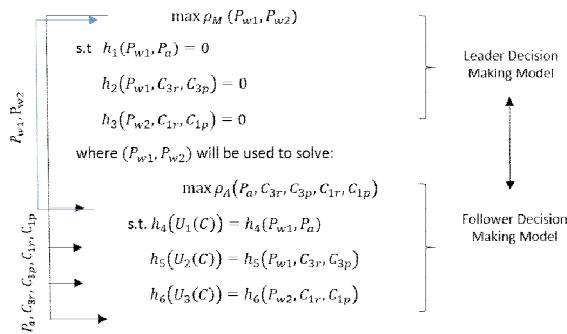 max ρ_M (P_w1, P_w2)
s.t h_1(P_w1, P_a) = 0
h_2(P_w1, C_3r, C_3p) = 0
h_3(P_w2, C_1r, C_1p) = 0
where (P_w1, P_w2) will be used to solve:
max ρ_A(P_a, C_3r, C_3p, C_1r, C_1p)
s.t. h_4(U_1(C)) = h_4(P_w1, P_a)
h_5(U_2(C)) = h_5(P_w1, C_3r, C_3p)
h_6(U_3(C)) = h_6(P_w2, C_1r, C_1p)
P_w1, P_w2
P_a, C_3r, C_3p, C_1r, C_1p
Leader Decision
Making Model
Follower Decision
Making Model